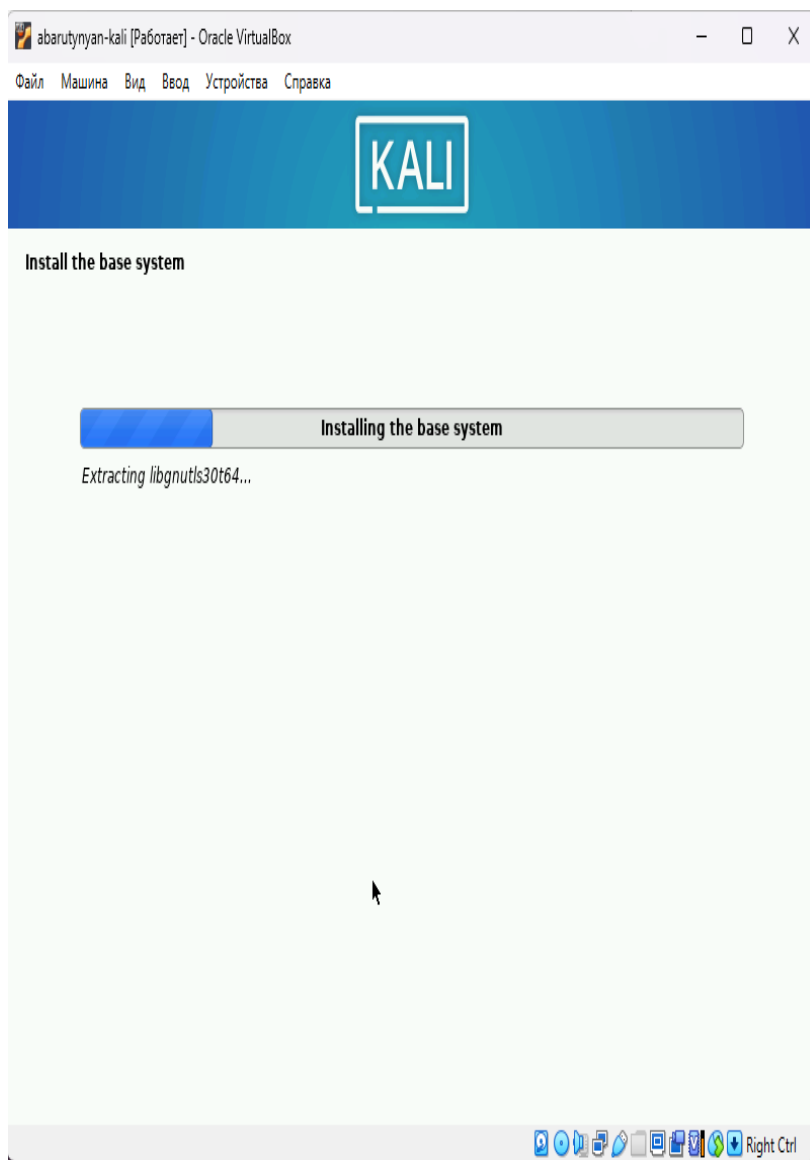 abarutynyan-kali [Работает] - Oracle VirtualBox
Файл Машина Вид Ввод Устройства Справка
KALI
Install the base system
Installing the base system
Extracting libgnutls30t64...
Right Ctrl